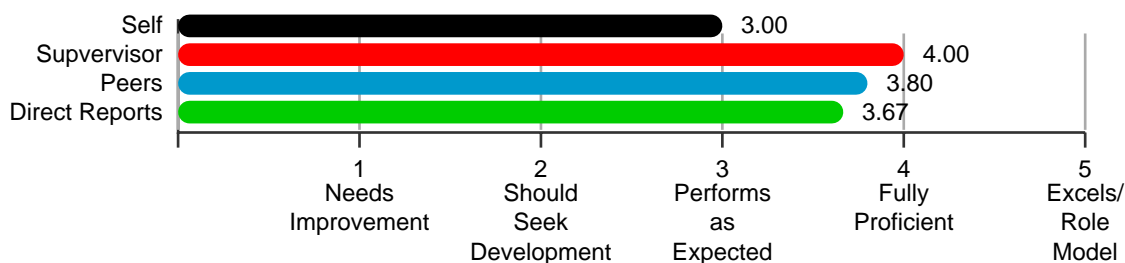 Self 3.00
Supvervisor 4.00
Peers 3.80
Direct Reports 3.67
1 2 3 4 5
Needs Should Performs Fully Excels/
Improvement Seek as Proficient Role
Development Expected Model